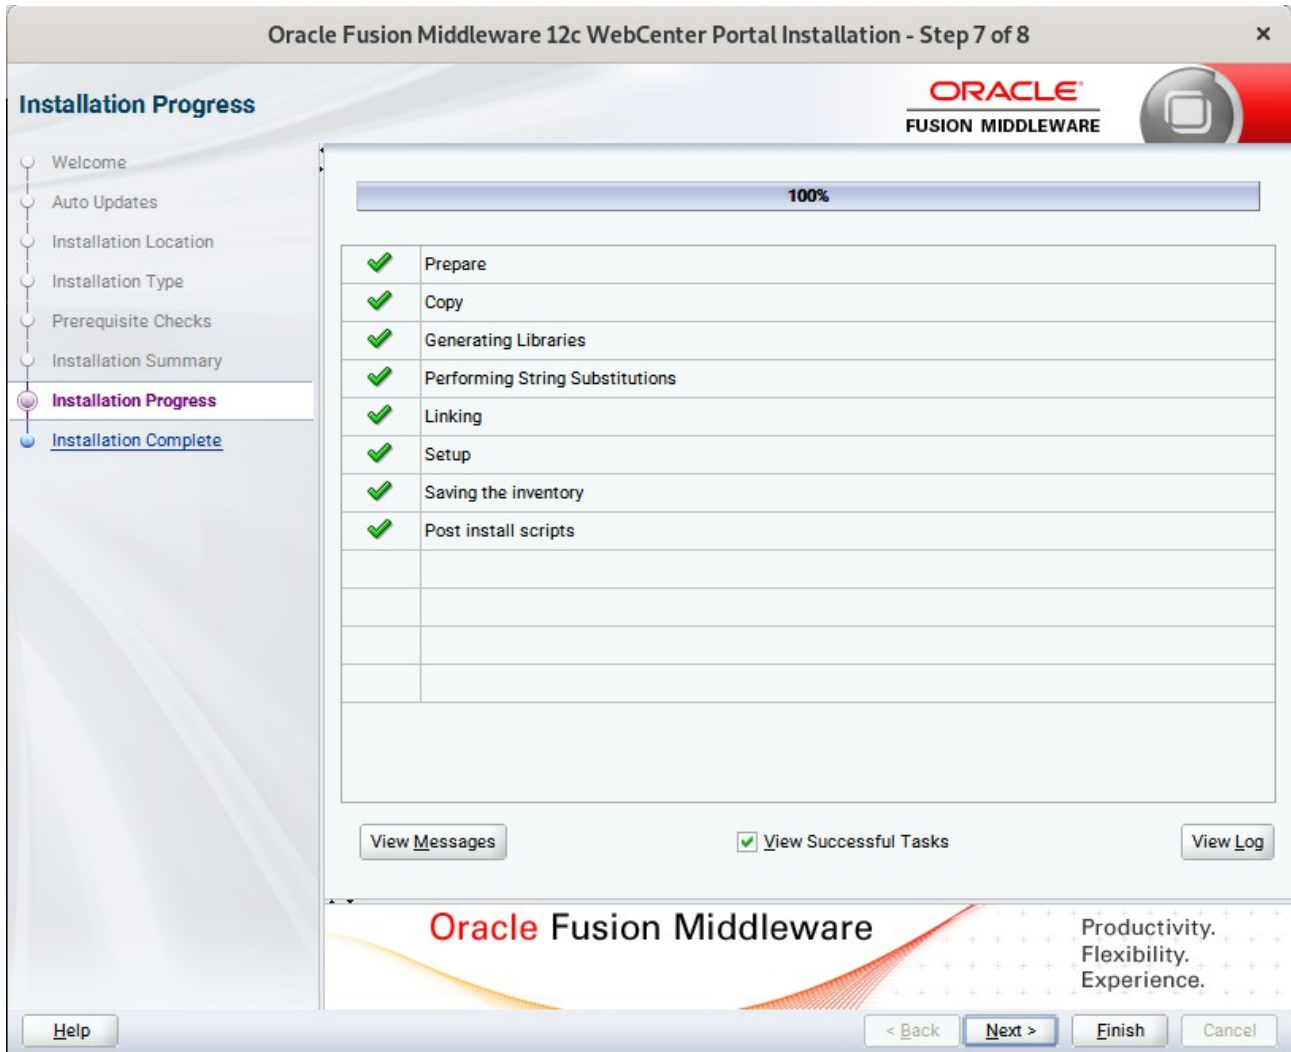 Oracle Fusion Middleware 12c WebCenter Portal Installation - Step 7 of 8
×
Installation Progress
ORACLE
FUSION MIDDLEWARE
Welcome
Auto Updates
Installation Location
Installation Type
Prerequisite Checks
Installation Summary
Installation Progress
Installation Complete
100%
Prepare
Copy
Generating Libraries
Performing String Substitutions
Linking
Setup
Saving the inventory
Post install scripts
View Messages
View Successful Tasks
View Log
Oracle Fusion Middleware
Productivity.
Flexibility.
Experience.
Help
< Back
Next >
Finish
Cancel